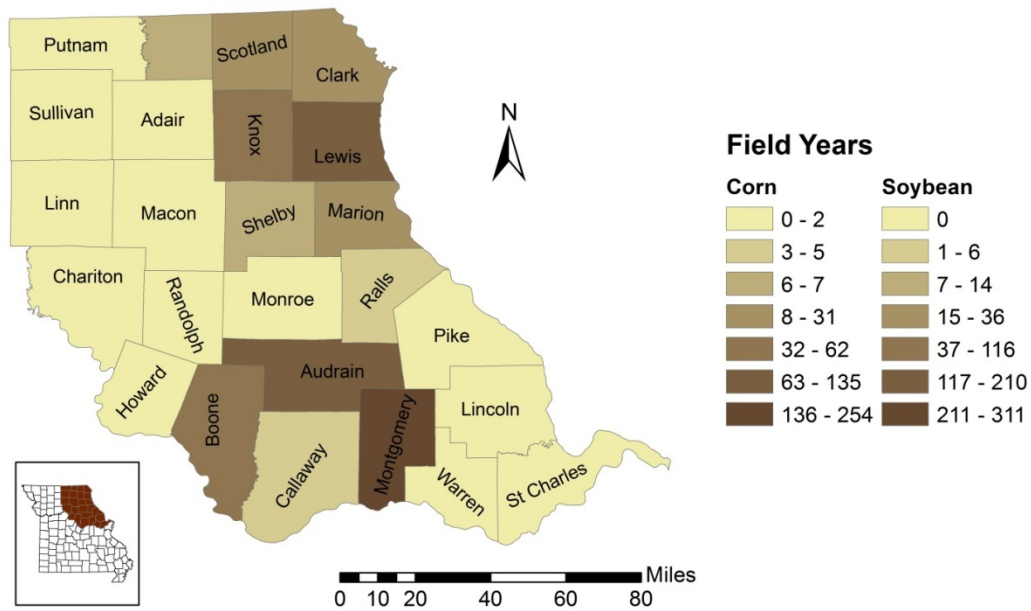 Putnam
Scotland
Clark
Sullivan
Adair
Knox
Lewis
N
Linn
Macon
Shelby
Marion
Chariton
Randolph
Monroe
Ralls
Pike
Howard
Boone
Audrain
Callaway
Montgomery
Lincoln
Warren
St Charles
Field Years
Corn Soybean
0 - 2 0
3 - 5 1 - 6
6 - 7 7 - 14
8 - 31 15 - 36
32 - 62 37 - 116
63 - 135 117 - 210
136 - 254 211 - 311
Miles
0 10 20 40 60 80